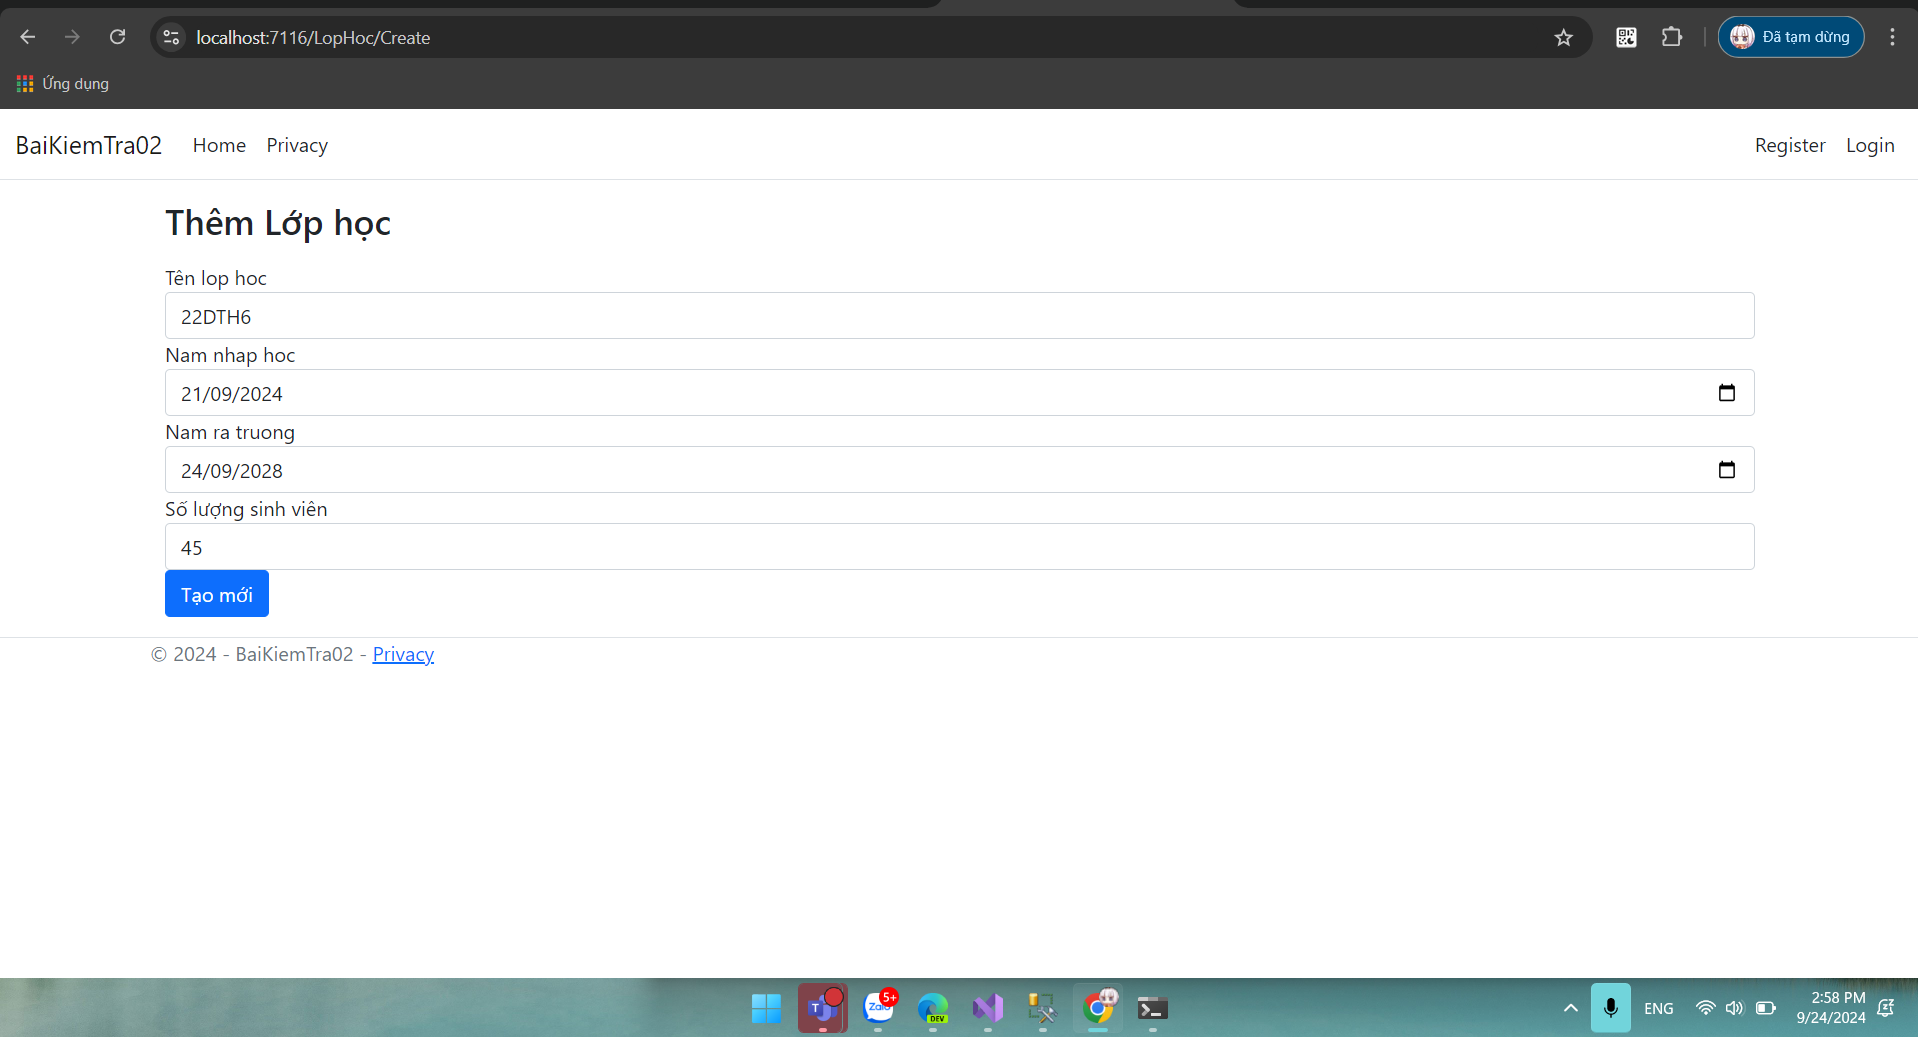 localhost:7116/LopHoc/Create
Đã tạm dừng
Ứng dụng
BaiKiemTra02 Home Privacy Register Login
Thêm Lớp học
Tên lop hoc
22DTH6
Nam nhap hoc
21/09/2024
Nam ra truong
24/09/2028
Số lượng sinh viên
45
Tạo mới
© 2024 - BaiKiemTra02 - Privacy
T
Zalo
5+
DEV
ENG
2:58 PM
9/24/2024